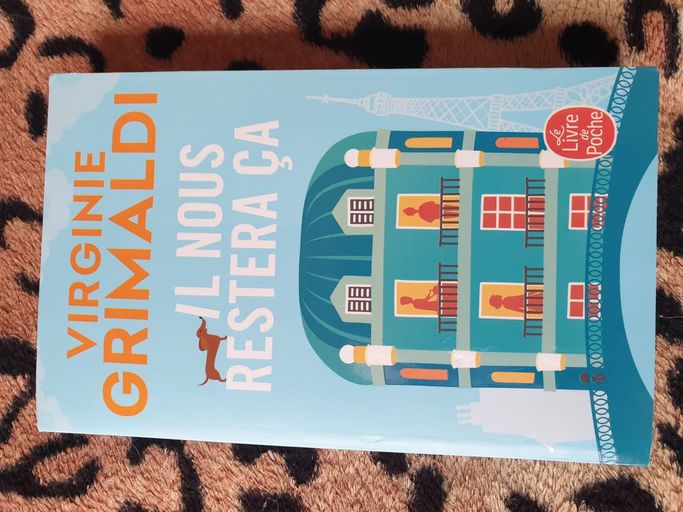 VIRGINIE
GRIMALDI
IL NOUS
RESTERA ÇA
Le
Livre
de
Poche